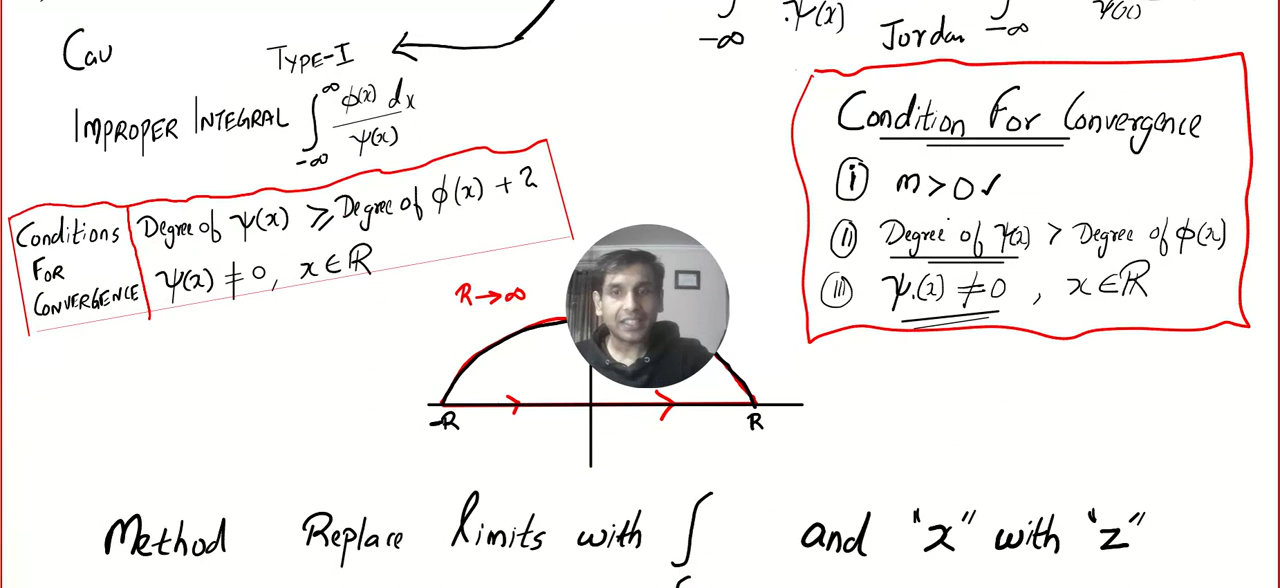 ∫ -∞ ψ(x)
Jordan ∫ -∞ ψ(x)
Cau
TYPE-I
IMPROPER INTEGRAL ∫ -∞ ∞ φ(x) dx / ψ(x)
Conditions FOR CONVERGENCE
Degree of ψ(x) ⩾ Degree of φ(x) + 2
ψ(x) ≠ 0, x ∈ ℝ
Condition For Convergence
(i) m > 0 ✓
(ii) Degree of ψ(x) > Degree of φ(x)
(iii) ψ(x) ≠ 0 , x ∈ ℝ
R → ∞
-R R
Method Replace limits with ∫ and "x" with "z"